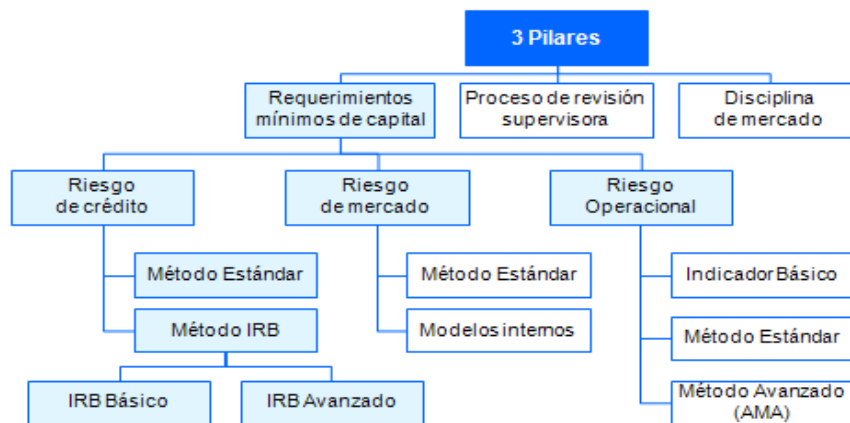 3 Pilares
Requerimientos
mínimos de capital
Proceso de revisión
supervisora
Disciplina
de mercado
Riesgo
de crédito
Riesgo
de mercado
Riesgo
Operacional
Método Estándar
Método IRB
IRB Básico
IRB Avanzado
Método Estándar
Modelos internos
Indicador Básico
Método Estándar
Método Avanzado
(AMA)